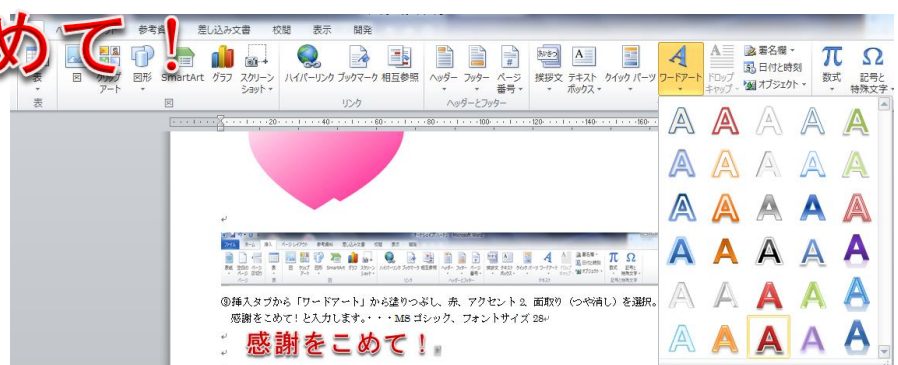 めて！
参考資
差し込み文書 校閲 表示 開発
表 図 クリップアート 図形 SmartArt グラフ スクリーンショット ハイパーリンク ブックマーク 相互参照 ヘッダー フッター ページ番号 挨拶文 テキストボックス クイック パーツ ワードアート ドロップキャップ 署名欄 日付と時刻 オブジェクト 数式 記号と特殊文字
表 図 リンク ヘッダーとフッター
20 40 60 80 100 120 140 160
⑨挿入タブから「ワードアート」から塗りつぶし、赤、アクセント 2、面取り（つや消し）を選択。
感謝をこめて！と入力します。・・・MS ゴシック、フォントサイズ 28
感謝をこめて！